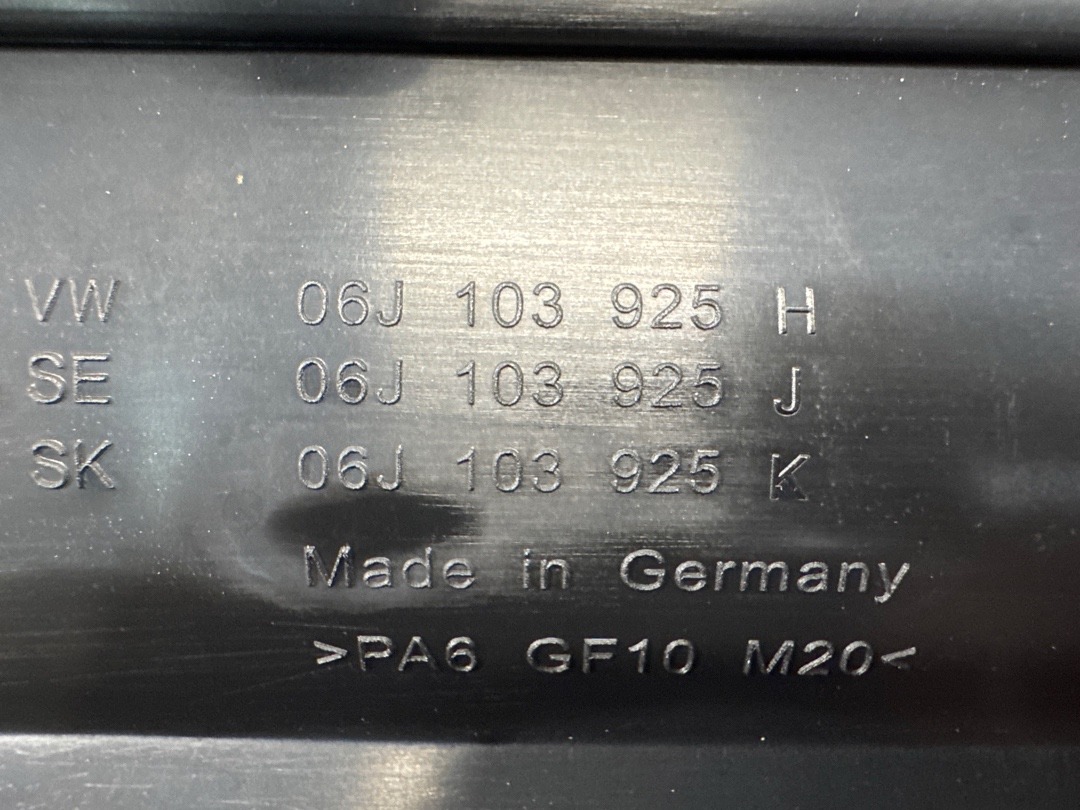 VW 06J 103 925 H
SE 06J 103 925 J
SK 06J 103 925 K
Made in Germany
>PA6 GF10 M20<